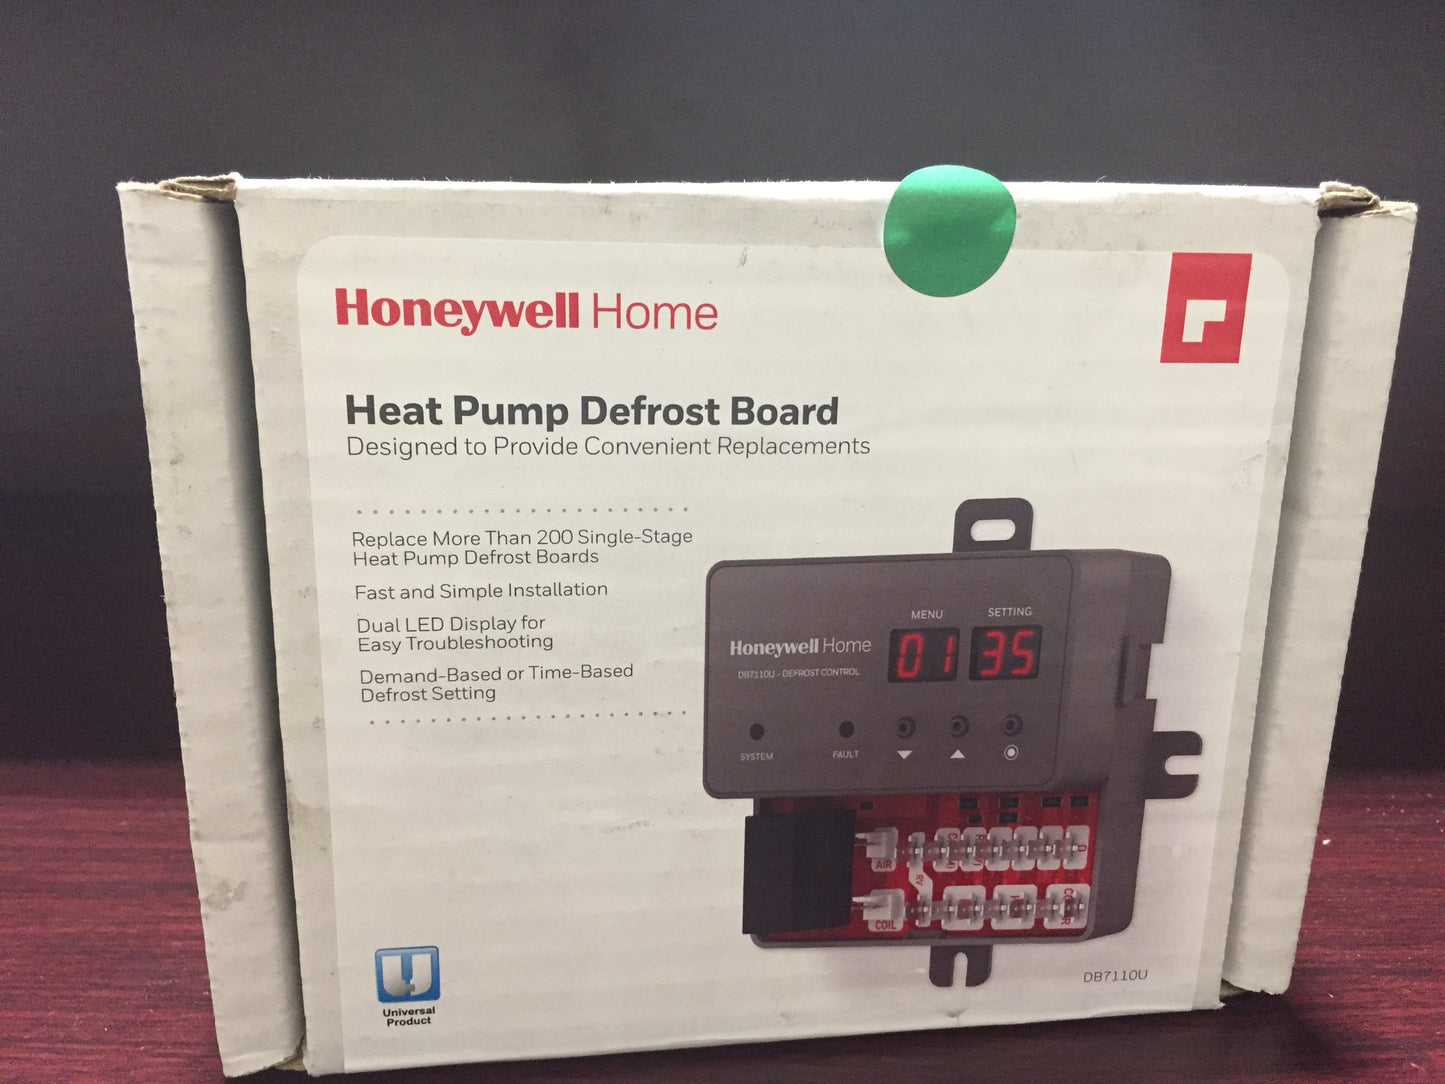 Honeywell Home
Heat Pump Defrost Board
Designed to Provide Convenient Replacements
Replace More Than 200 Single-Stage
Heat Pump Defrost Boards
Fast and Simple Installation
Dual LED Display for
Easy Troubleshooting
Demand-Based or Time-Based
Defrost Setting
MENU
SETTING
Honeywell Home
01
35
DB7110U - DEFROST CONTROL
SYSTEM
FAULT
AIR
RV
COIL
DB7110U
Universal
Product